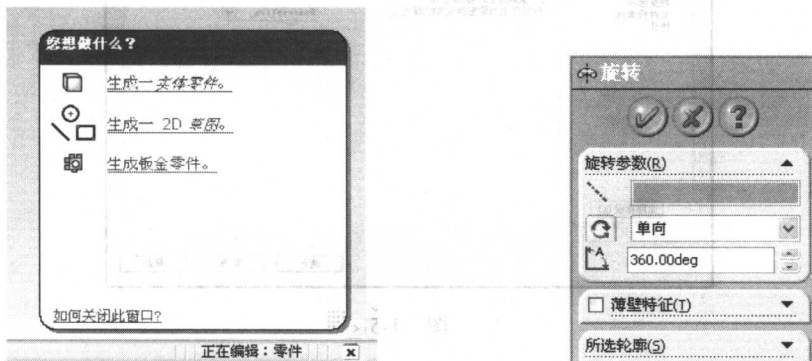 您想做什么？
生成一实体零件。
生成一 2D 草图。
生成钣金零件。
如何关闭此窗口?
正在编辑：零件
旋转
旋转参数(R)
单向
360.00deg
薄壁特征(T)
所选轮廓(S)